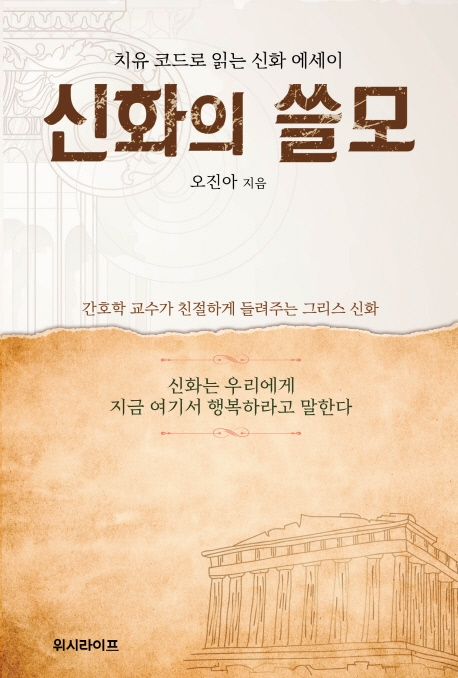 치유 코드로 읽는 신화 에세이
신화의 쓸모
오진아 지음
간호학 교수가 친절하게 들려주는 그리스 신화
신화는 우리에게
지금 여기서 행복하라고 말한다
위시라이프